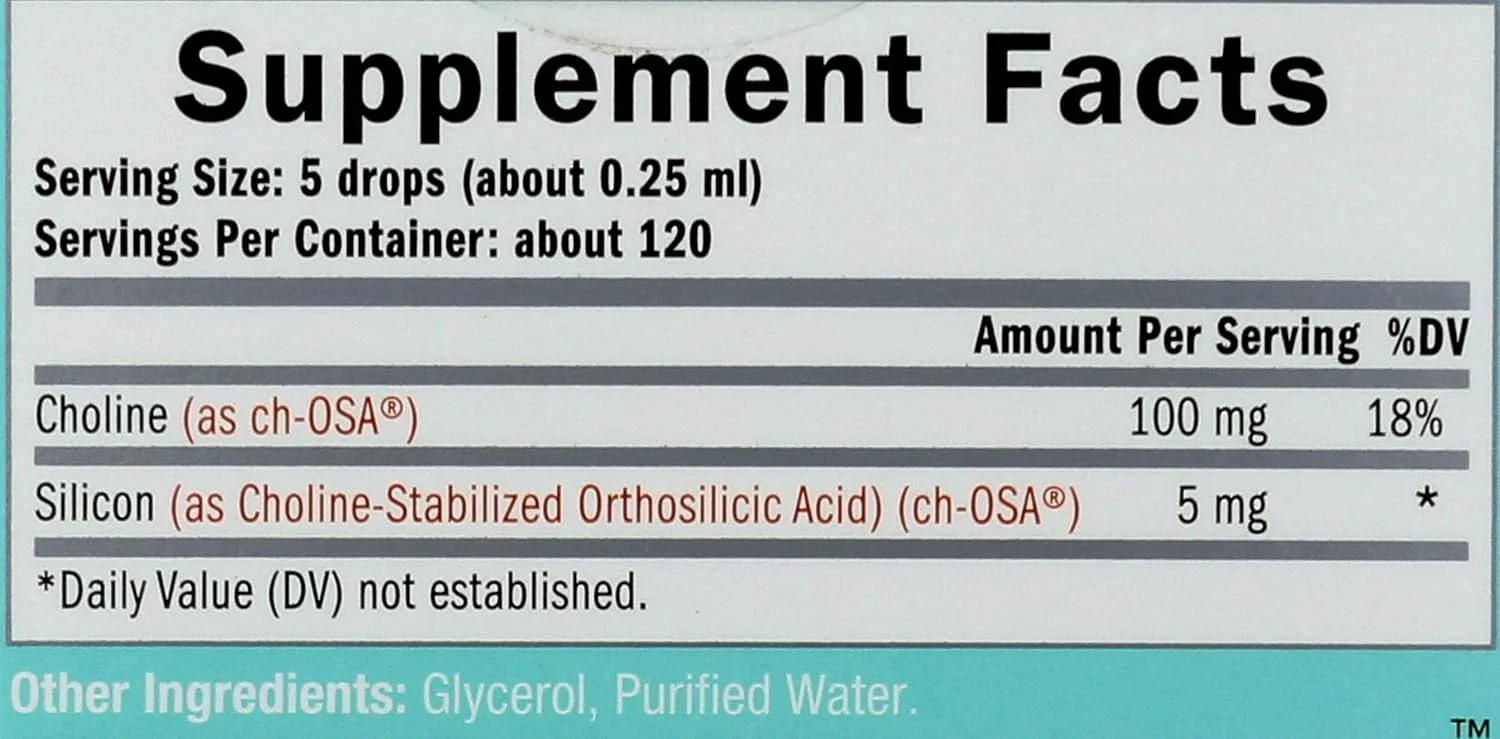 Supplement Facts
Serving Size: 5 drops (about 0.25 ml)
Servings Per Container: about 120
Amount Per Serving %DV
Choline (as ch-OSA®) 100 mg 18%
Silicon (as Choline-Stabilized Orthosilicic Acid) (ch-OSA®) 5 mg *
*Daily Value (DV) not established.
Other Ingredients: Glycerol, Purified Water.
TM